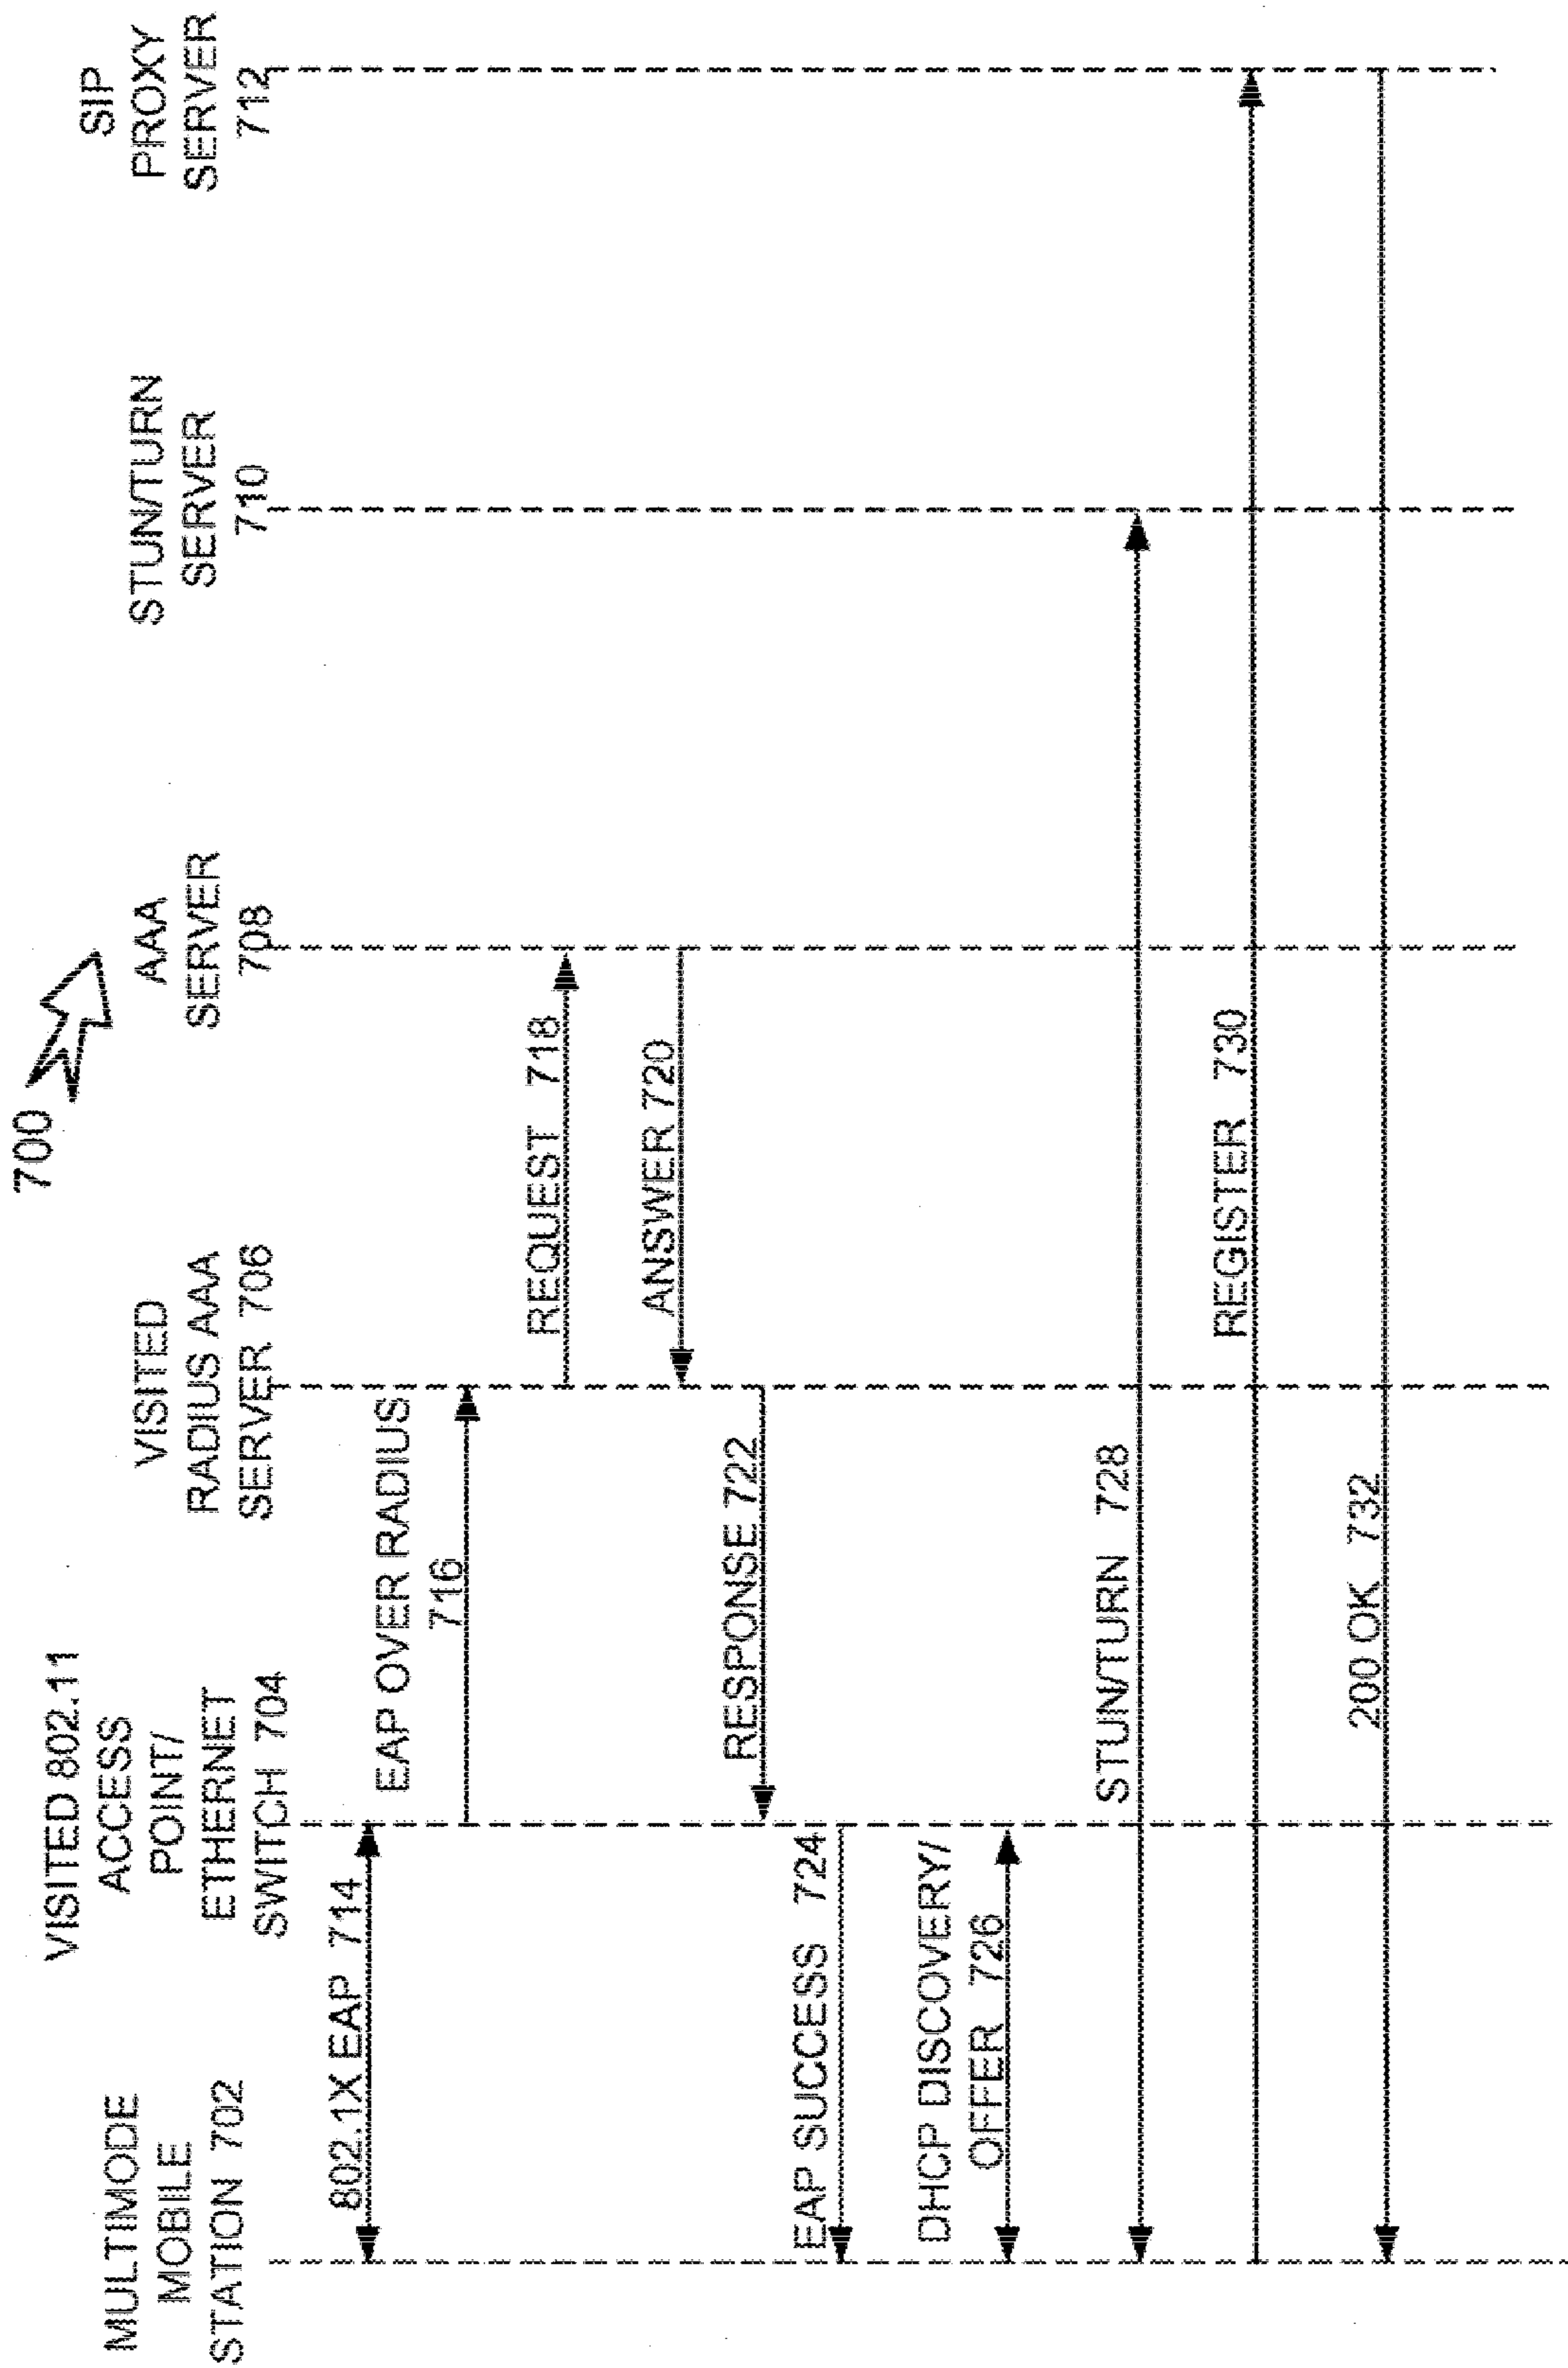 700
MULTIMODE
MOBILE
STATION 702
VISITED 802.11
ACCESS
POINT/
ETHERNET
SWITCH 704
VISITED
RADIUS AAA
SERVER 706
AAA
SERVER
708
STUN/TURN
SERVER
710
SIP
PROXY
SERVER
712
802.1X EAP 714
EAP OVER RADIUS
716
REQUEST 718
ANSWER 720
RESPONSE 722
EAP SUCCESS 724
DHCP DISCOVERY/
OFFER 726
STUN/TURN 728
REGISTER 730
200 OK 732